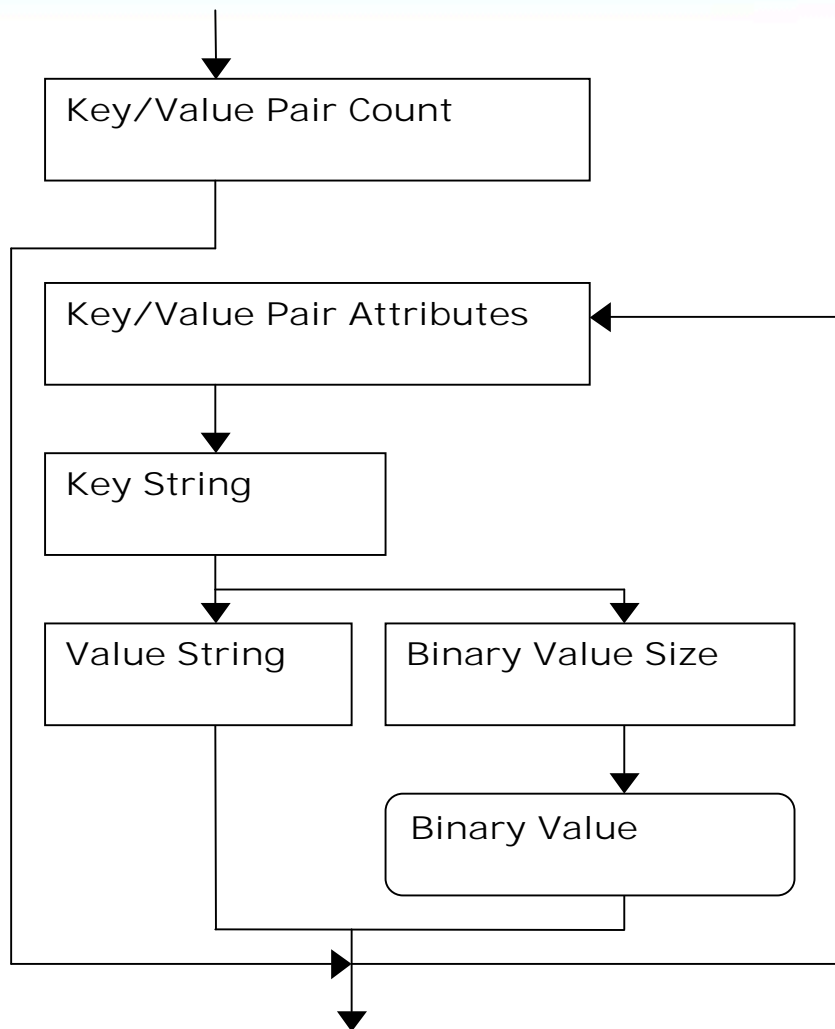 Key/Value Pair Count
Key/Value Pair Attributes
Key String
Value String
Binary Value Size
Binary Value